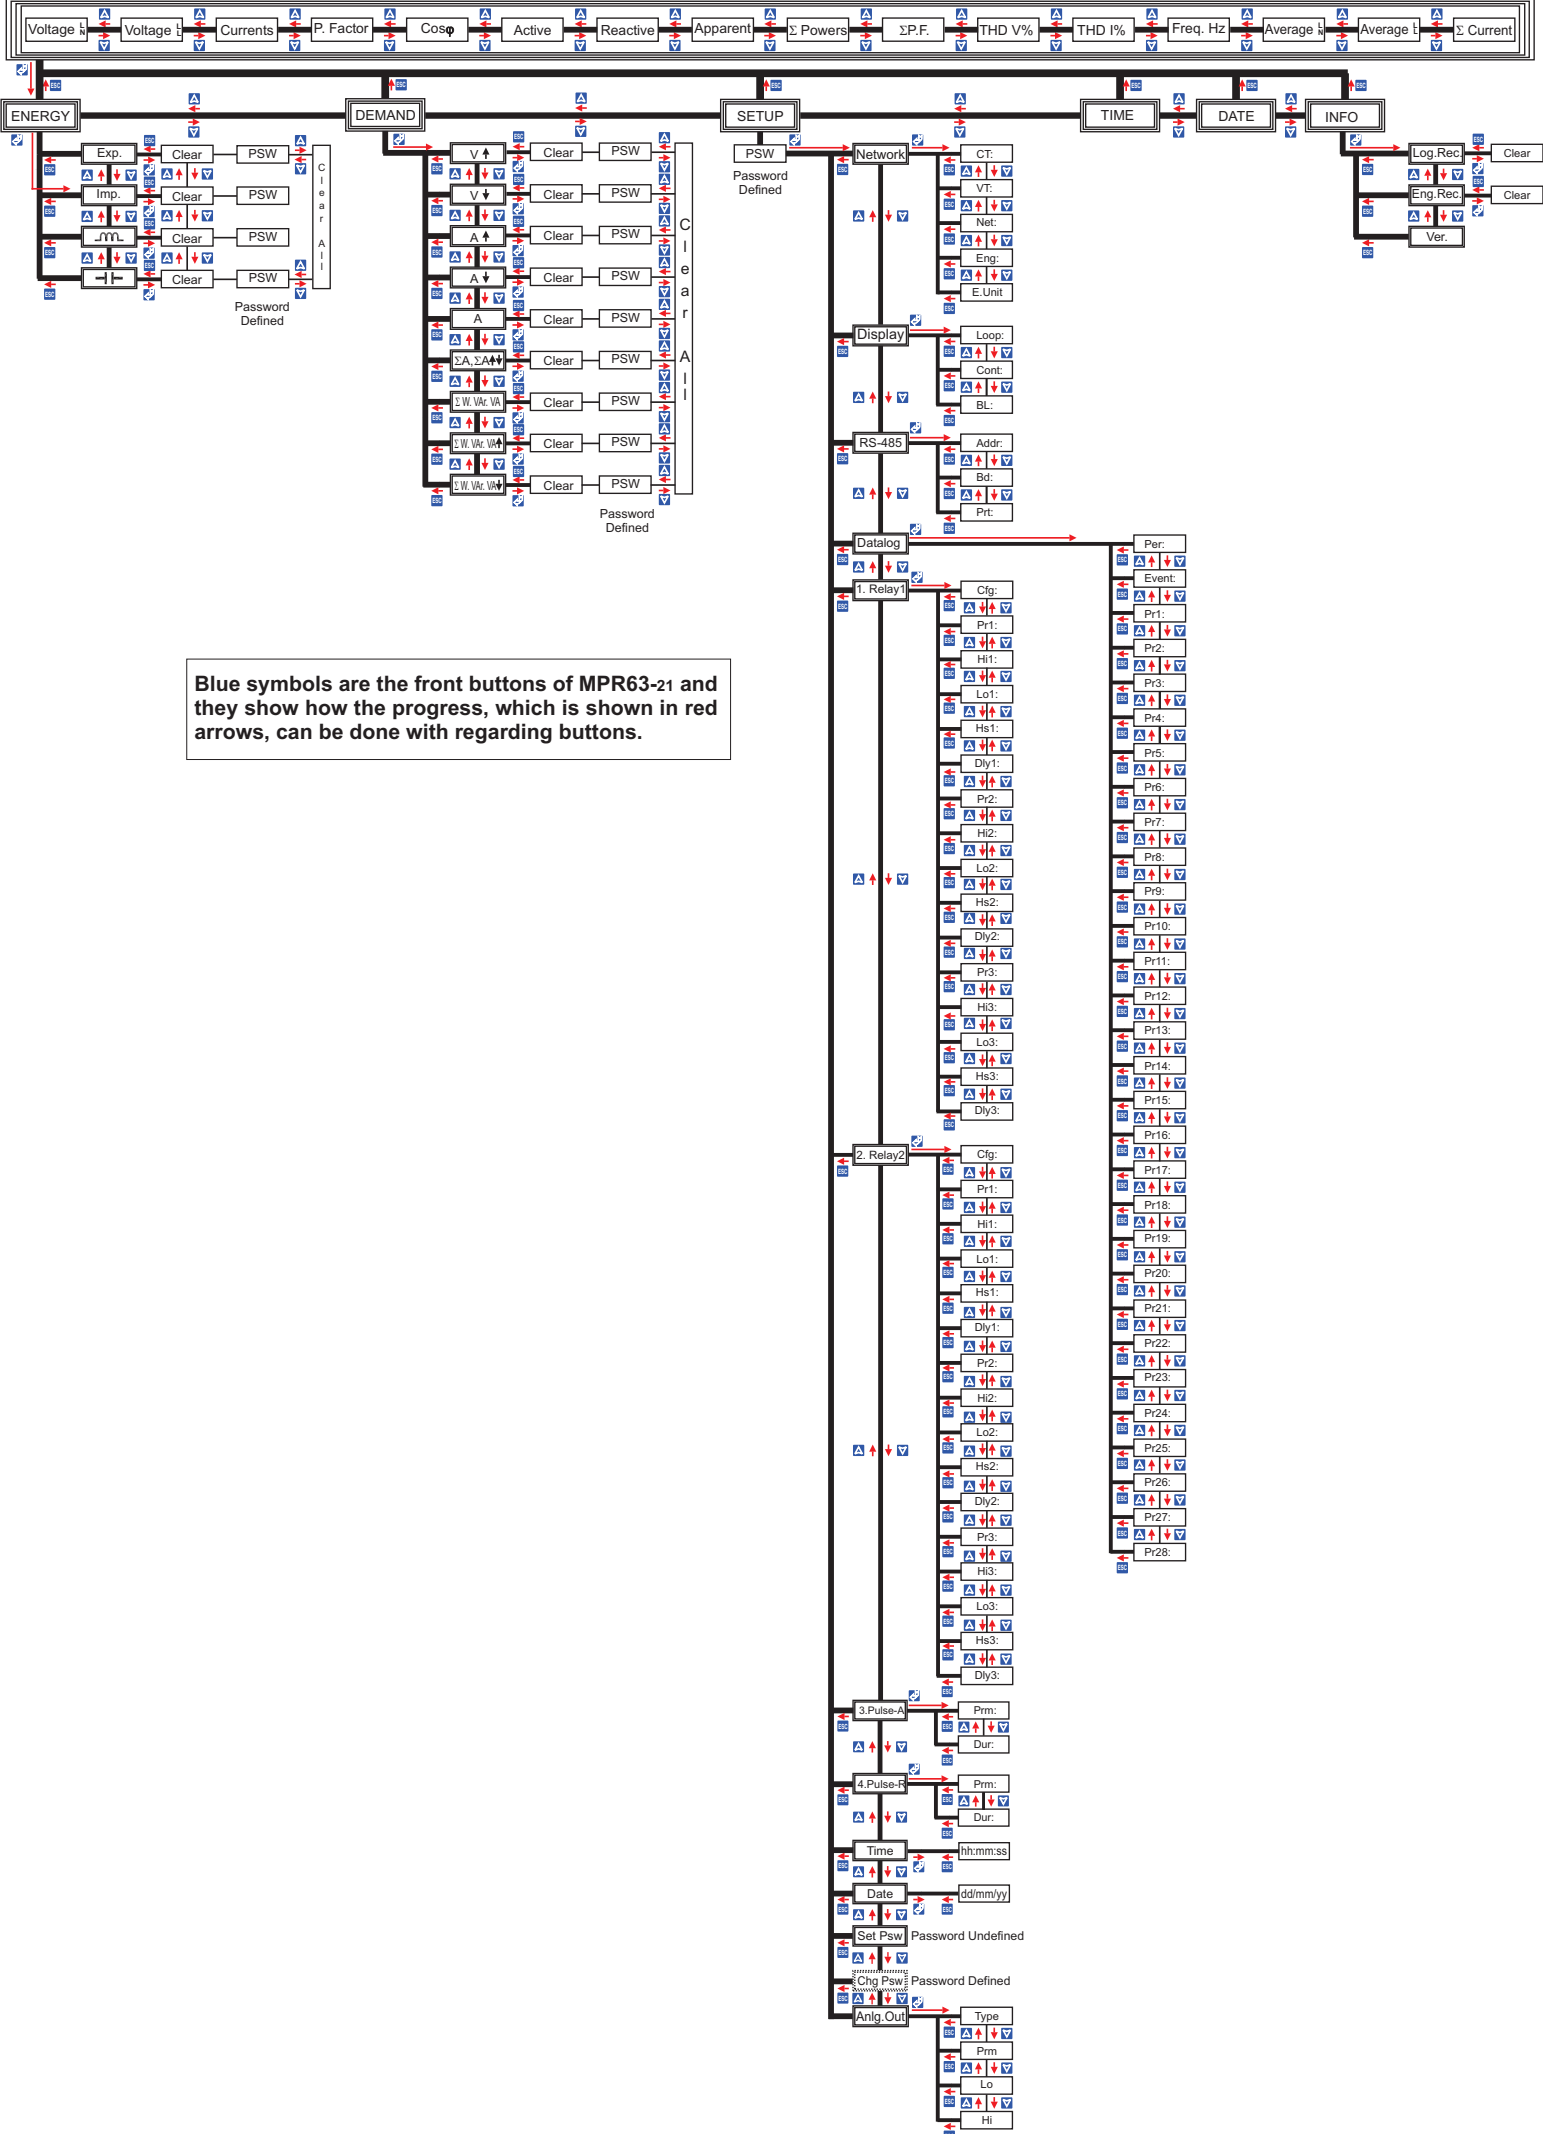 Voltage L N Voltage L L Currents P. Factor Cosφ Active Reactive Apparent Σ Powers ΣP.F. THD V% THD I% Freq. Hz Average L N Average L L Σ Current
ENERGY DEMAND SETUP TIME DATE INFO
Exp. Clear PSW
Imp. Clear PSW
Clear PSW
Clear PSW
Clear All
Password
Defined
V ↑ Clear PSW
V ↓ Clear PSW
A ↑ Clear PSW
A ↓ Clear PSW
A Clear PSW
ΣA,ΣA↑↓ Clear PSW
Σ W. VAr. VA Clear PSW
Σ W. VAr. VA↑ Clear PSW
Σ W. VAr. VA↓ Clear PSW
Clear All
Password
Defined
PSW
Password
Defined
Network
CT:
VT:
Net:
Eng:
E.Unit
Display
Loop:
Cont:
BL:
RS-485
Addr:
Bd:
Prt:
Datalog
Per:
Event:
Pr1:
Pr2:
Pr3:
Pr4:
Pr5:
Pr6:
Pr7:
Pr8:
Pr9:
Pr10:
Pr11:
Pr12:
Pr13:
Pr14:
Pr15:
Pr16:
Pr17:
Pr18:
Pr19:
Pr20:
Pr21:
Pr22:
Pr23:
Pr24:
Pr25:
Pr26:
Pr27:
Pr28:
1. Relay1
Cfg:
Pr1:
Hi1:
Lo1:
Hs1:
Dly1:
Pr2:
Hi2:
Lo2:
Hs2:
Dly2:
Pr3:
Hi3:
Lo3:
Hs3:
Dly3:
2. Relay2
Cfg:
Pr1:
Hi1:
Lo1:
Hs1:
Dly1:
Pr2:
Hi2:
Lo2:
Hs2:
Dly2:
Pr3:
Hi3:
Lo3:
Hs3:
Dly3:
3.Pulse-A
Prm:
Dur:
4.Pulse-R
Prm:
Dur:
Time hh:mm:ss
Date dd/mm/yy
Set Psw Password Undefined
Chg Psw Password Defined
Anlg.Out
Type
Prm
Lo
Hi
Log.Rec. Clear
Eng.Rec. Clear
Ver.
Blue symbols are the front buttons of MPR63-21 and
they show how the progress, which is shown in red
arrows, can be done with regarding buttons.